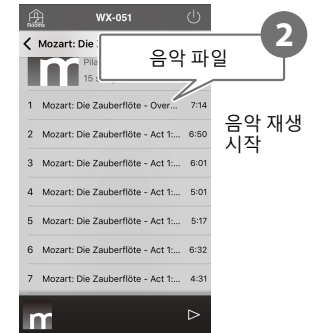 Rooms
WX-051
2
Mozart: Die
음악 파일
Pila
15 s
1 Mozart: Die Zauberflöte - Over... 7:14
음악 재생
시작
2 Mozart: Die Zauberflöte - Act 1:... 6:50
3 Mozart: Die Zauberflöte - Act 1:... 6:01
4 Mozart: Die Zauberflöte - Act 1:... 5:01
5 Mozart: Die Zauberflöte - Act 1:... 5:17
6 Mozart: Die Zauberflöte - Act 1:... 6:32
7 Mozart: Die Zauberflöte - Act 1:... 4:31